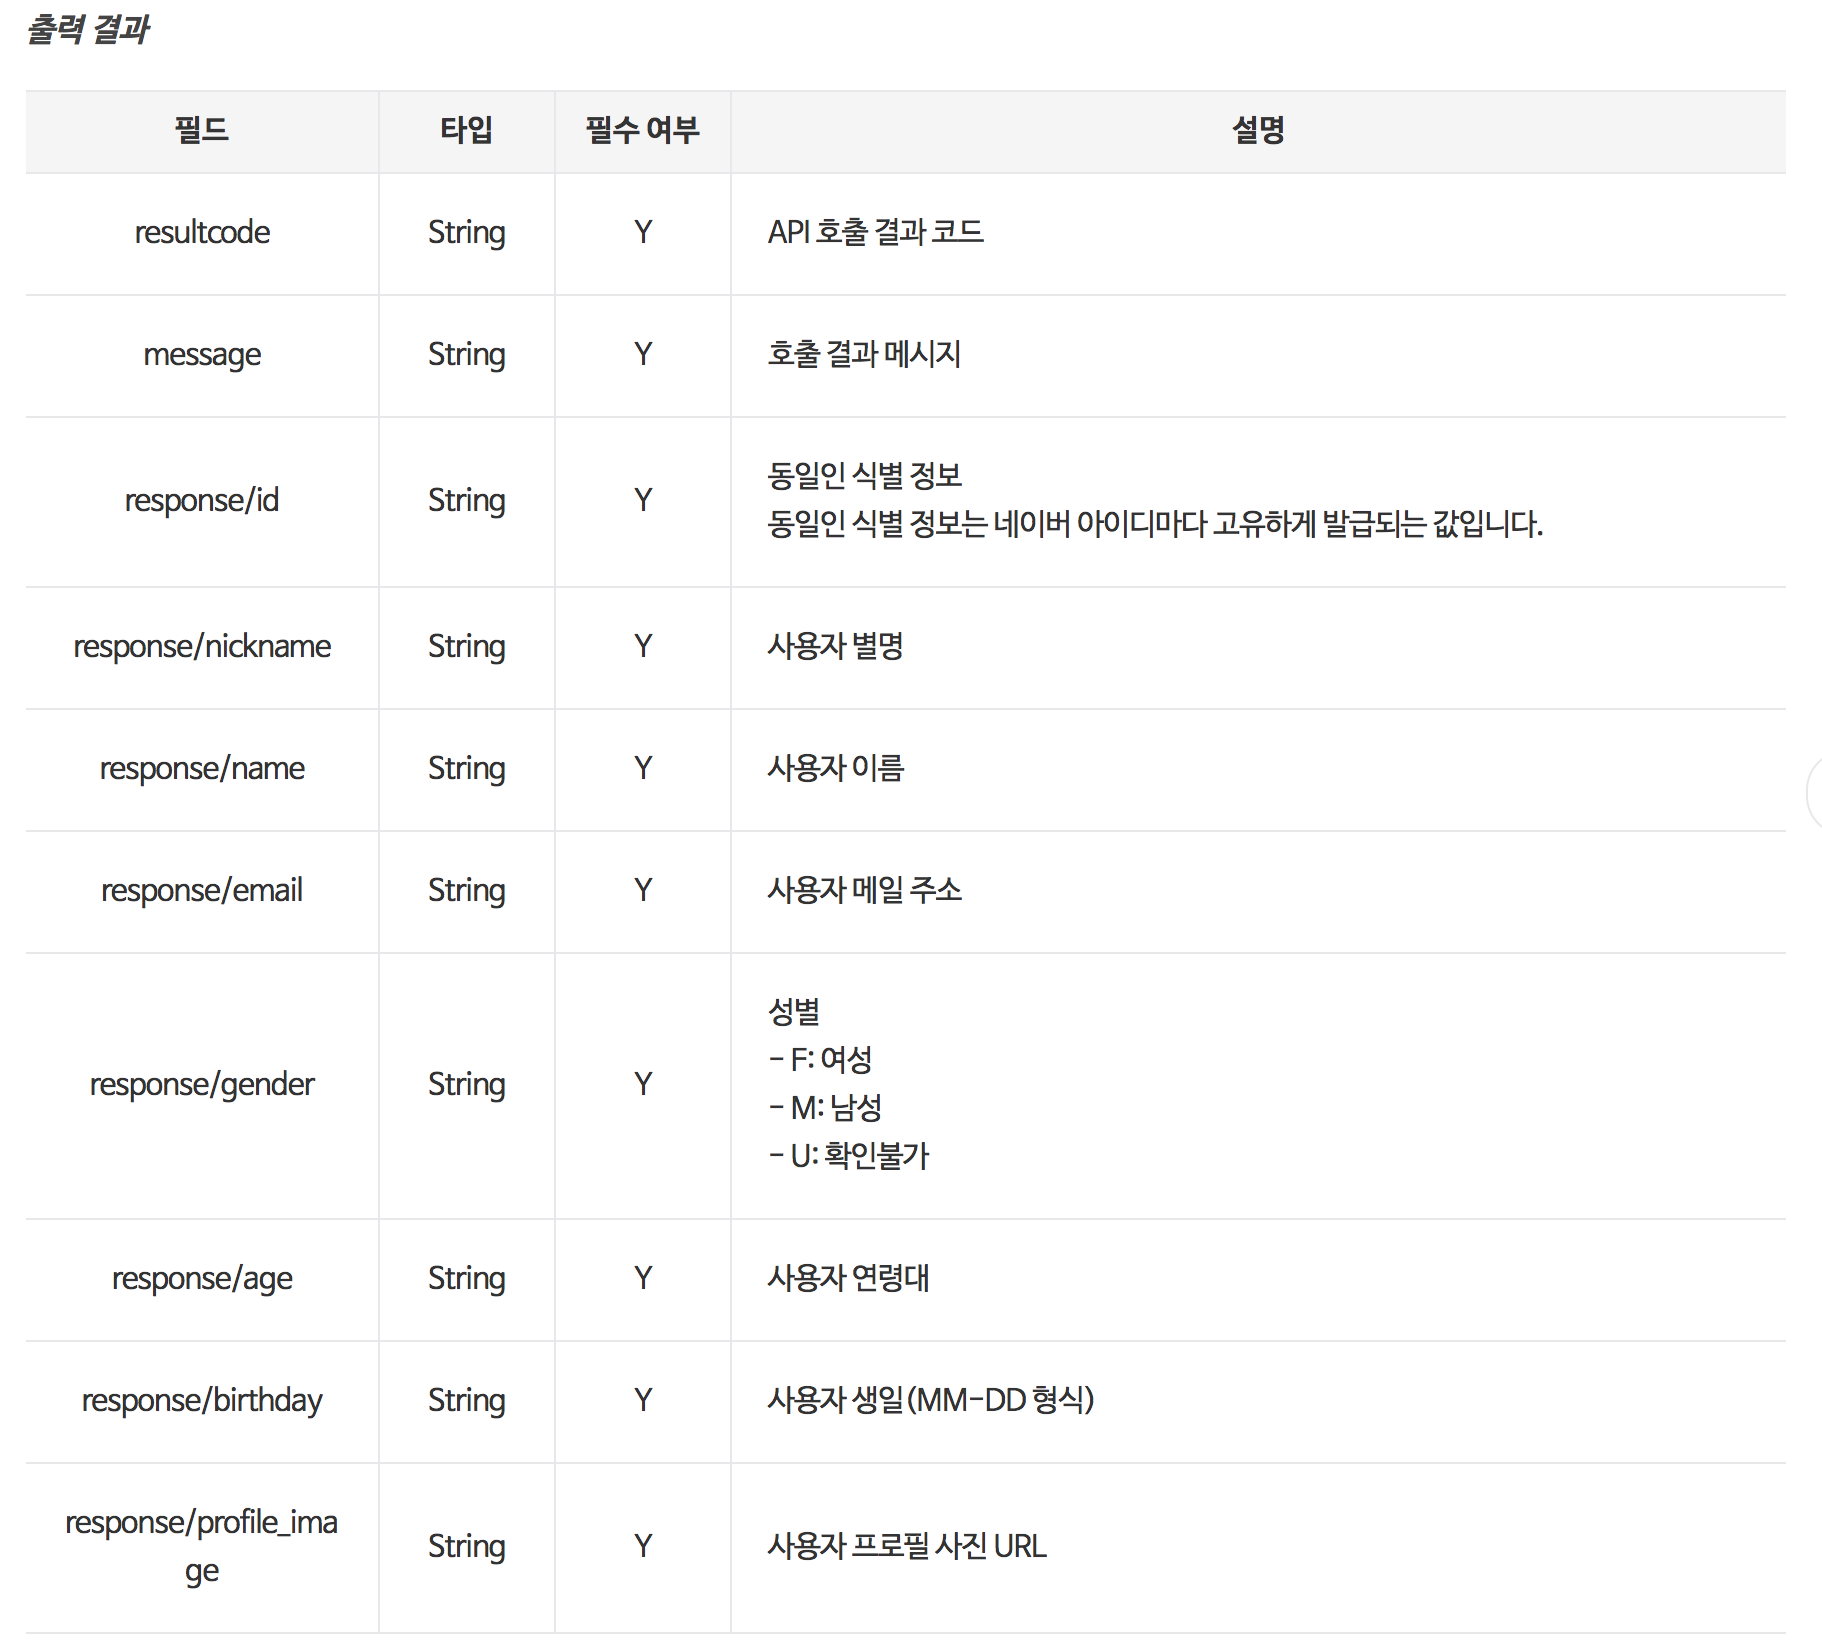 출력 결과
필드 타입 필수 여부 설명
resultcode String Y API 호출 결과 코드
message String Y 호출 결과 메시지
response/id String Y 동일인 식별 정보
동일인 식별 정보는 네이버 아이디마다 고유하게 발급되는 값입니다.
response/nickname String Y 사용자 별명
response/name String Y 사용자 이름
response/email String Y 사용자 메일 주소
response/gender String Y 성별
- F: 여성
- M: 남성
- U: 확인불가
response/age String Y 사용자 연령대
response/birthday String Y 사용자 생일(MM-DD 형식)
response/profile_ima
ge String Y 사용자 프로필 사진 URL